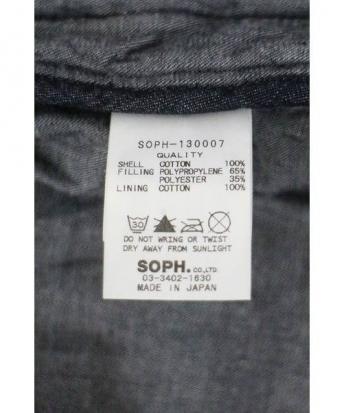 SOPH-130007
QUALITY
SHELL COTTON 100%
FILLING POLYPROPYLENE 65%
POLYESTER 35%
LINING COTTON 100%
30
DO NOT WRING OR TWIST
DRY AWAY FROM SUNLIGHT
SOPH. CO.,LTD.
03-3402-1630
MADE IN JAPAN